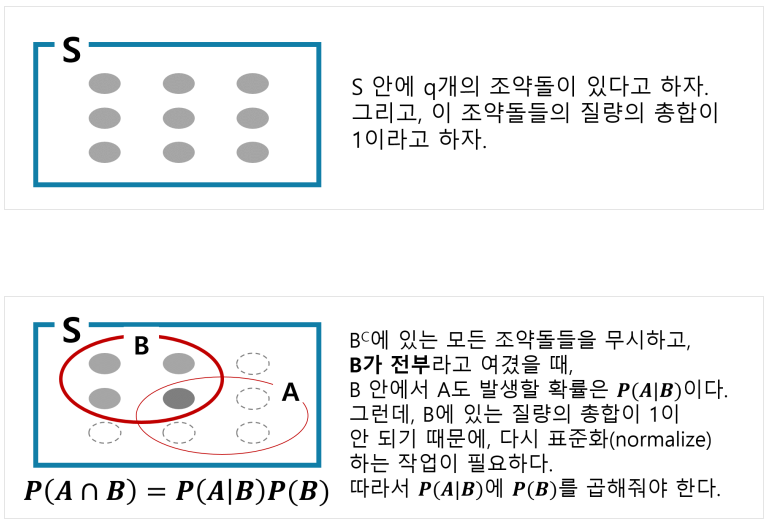 S
S 안에 q개의 조약돌이 있다고 하자.
그리고, 이 조약돌들의 질량의 총합이
1이라고 하자.
S
B
A
P(A ∩ B) = P(A|B)P(B)
Bᶜ에 있는 모든 조약돌들을 무시하고,
B가 전부라고 여겼을 때,
B 안에서 A도 발생할 확률은 P(A|B)이다.
그런데, B에 있는 질량의 총합이 1이
안 되기 때문에, 다시 표준화(normalize)
하는 작업이 필요하다.
따라서 P(A|B)에 P(B)를 곱해줘야 한다.